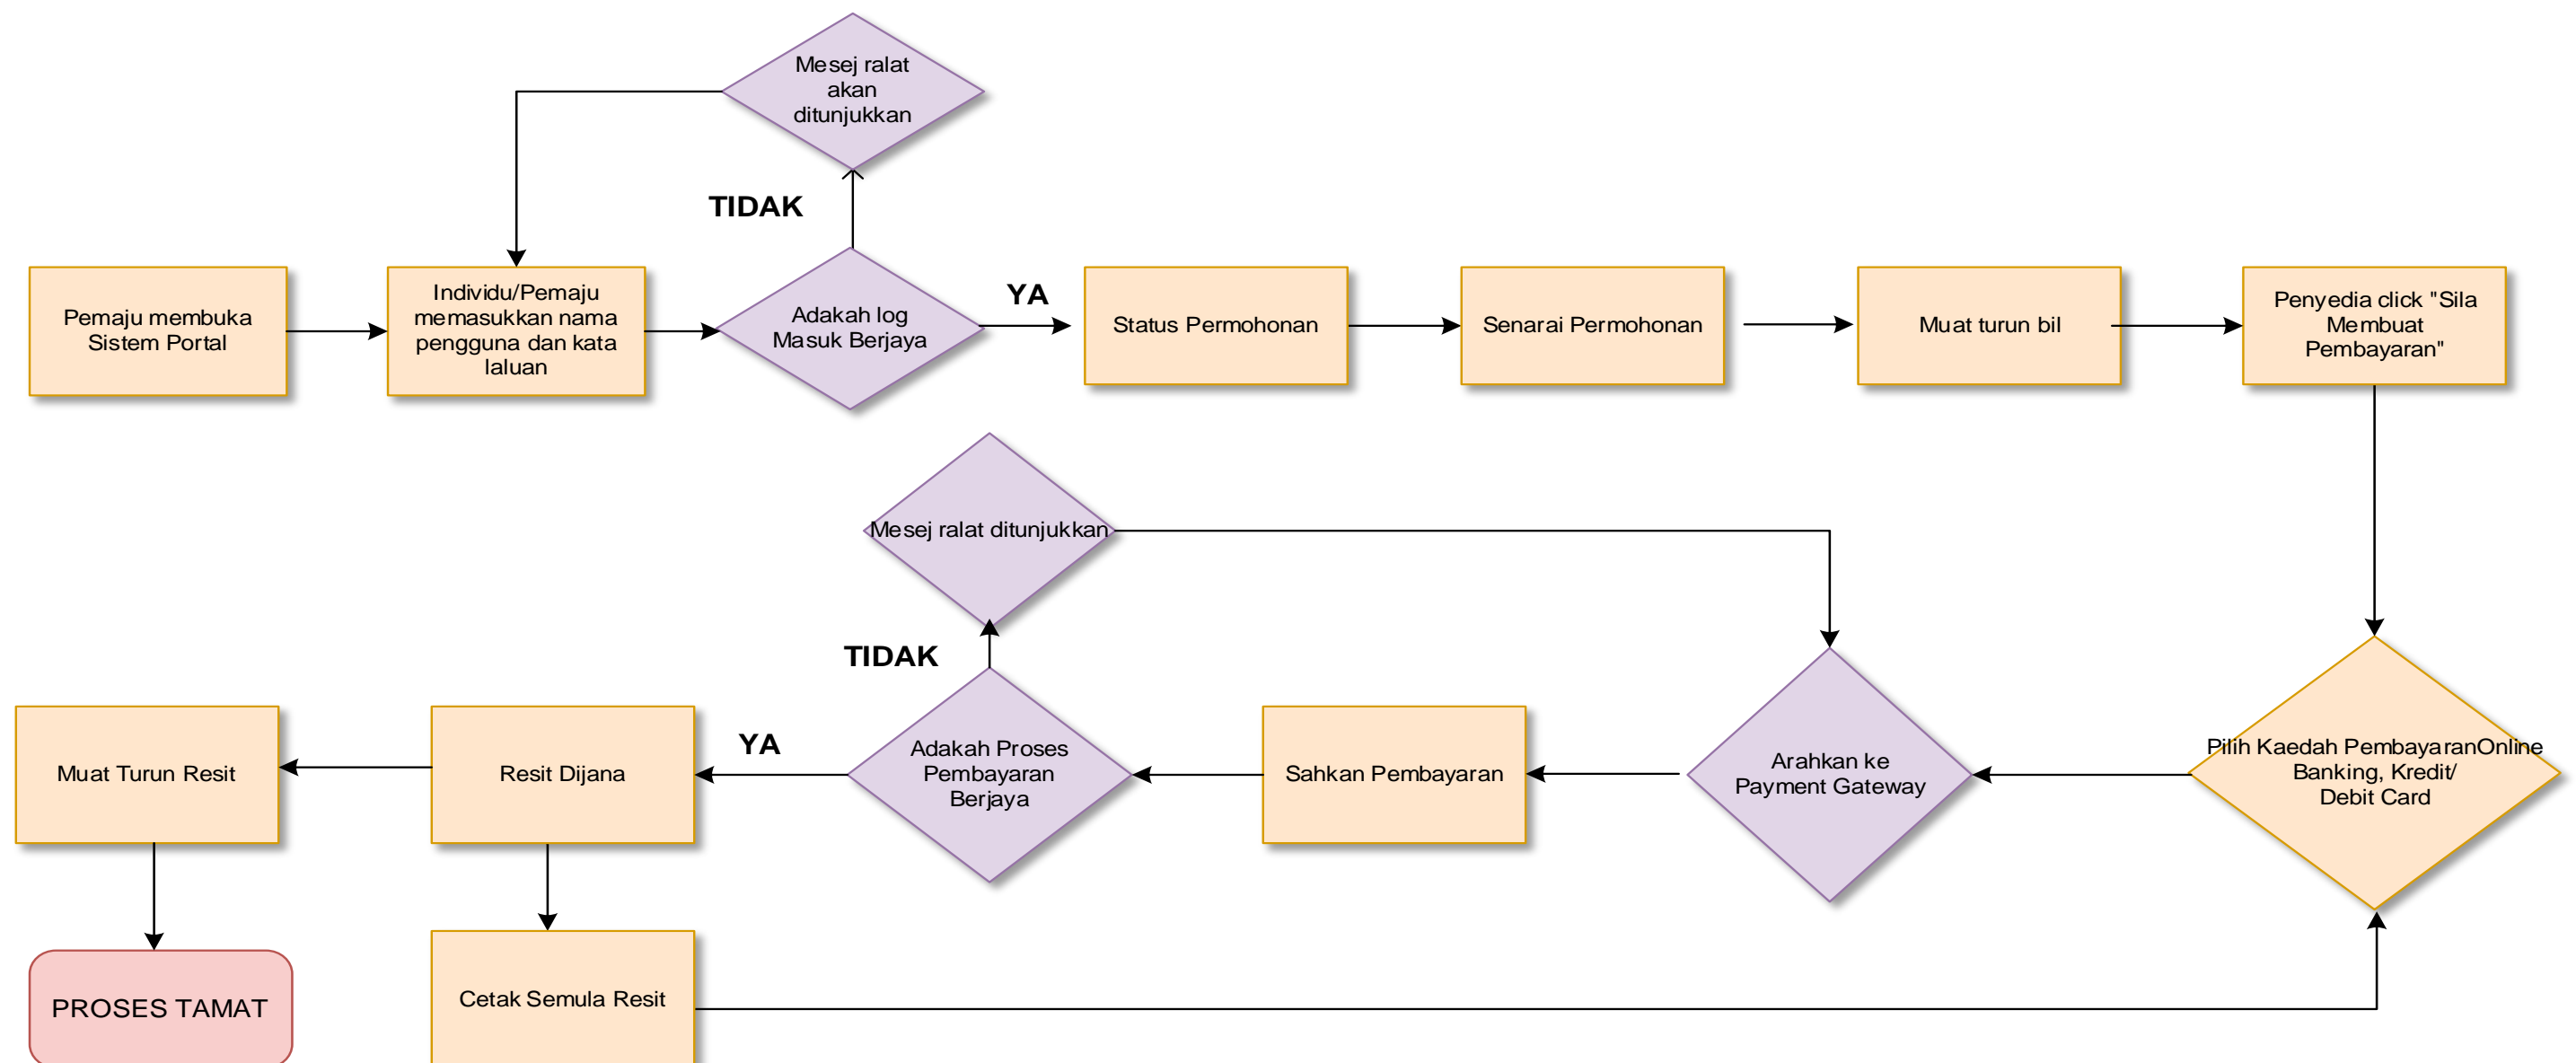 Mesej ralat
akan
ditunjukkan
TIDAK
Pemaju membuka
Sistem Portal
Individu/Pemaju
memasukkan nama
pengguna dan kata
laluan
Adakah log
Masuk Berjaya
YA
Status Permohonan
Senarai Permohonan
Muat turun bil
Penyedia click "Sila
Membuat
Pembayaran"
Mesej ralat ditunjukkan
TIDAK
Muat Turun Resit
Resit Dijana
YA
Adakah Proses
Pembayaran
Berjaya
Sahkan Pembayaran
Arahkan ke
Payment Gateway
Pilih Kaedah PembayaranOnline
Banking, Kredit/
Debit Card
PROSES TAMAT
Cetak Semula Resit